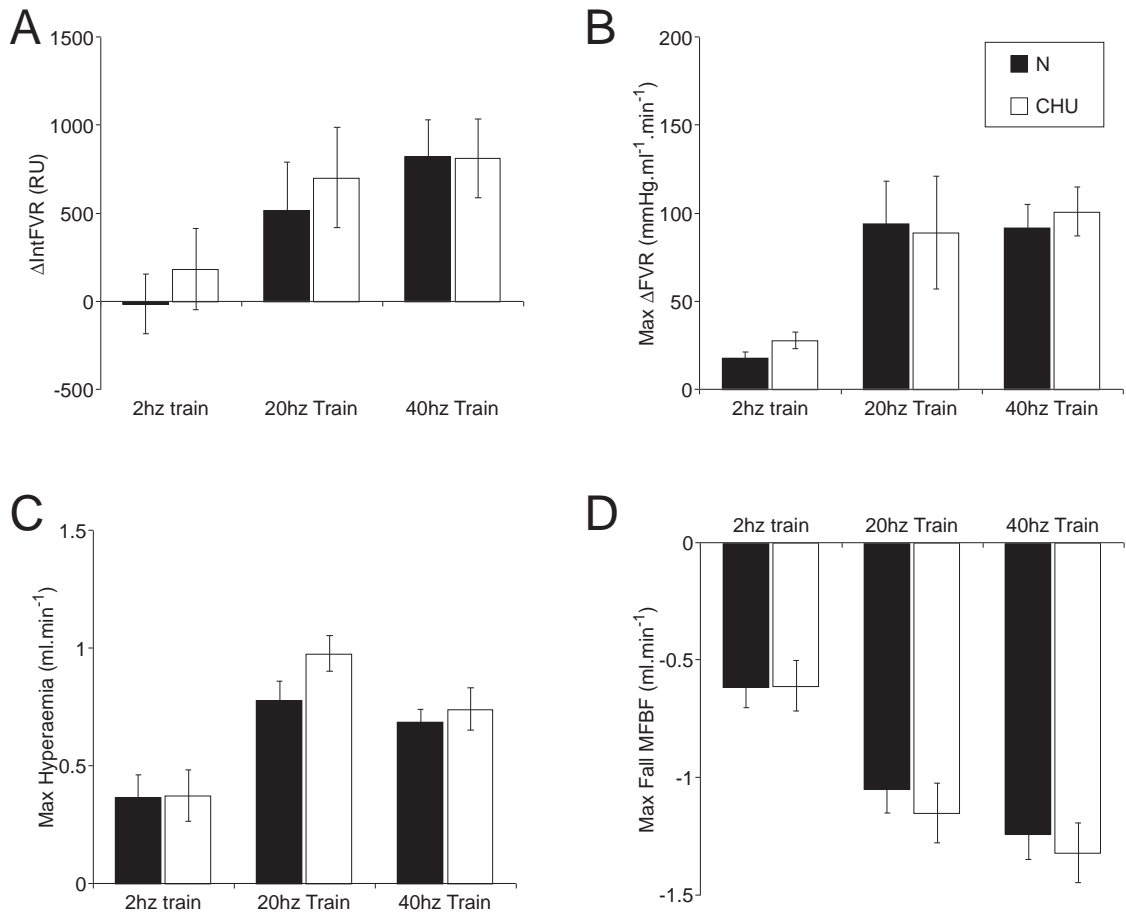 A
1500
1000
500
0
-500
ΔIntFVR (RU)
2hz train 20hz Train 40hz Train
B
200
150
100
50
0
Max ΔFVR (mmHg.ml⁻¹.min⁻¹)
N
CHU
2hz train 20hz Train 40hz Train
C
1.5
1
0.5
0
Max Hyperaemia (ml.min⁻¹)
2hz train 20hz Train 40hz Train
D
2hz train 20hz Train 40hz Train
0
-0.5
-1
-1.5
Max Fall MFBF (ml.min⁻¹)